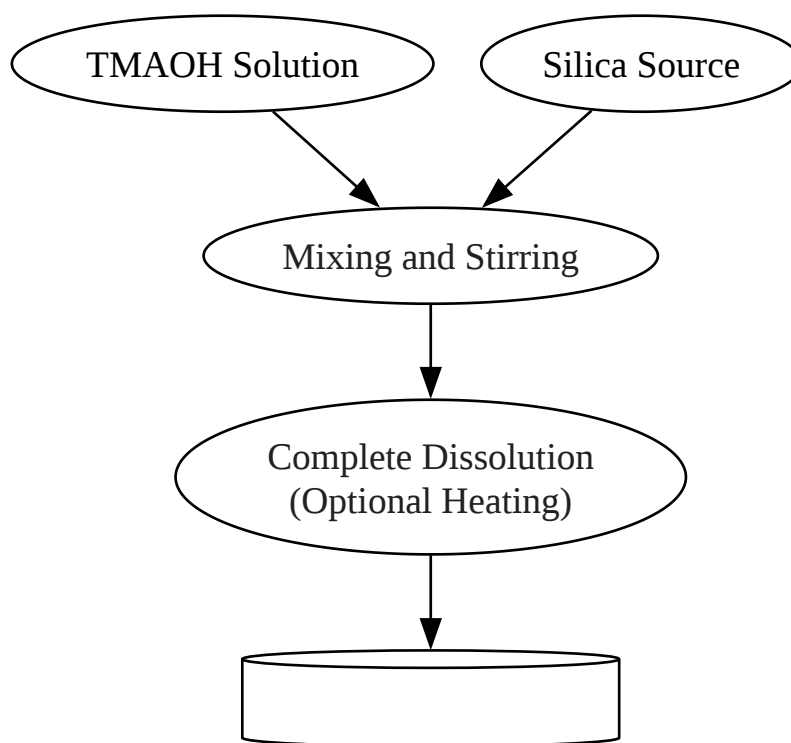 TMAOH Solution
Silica Source
Mixing and Stirring
Complete Dissolution
(Optional Heating)